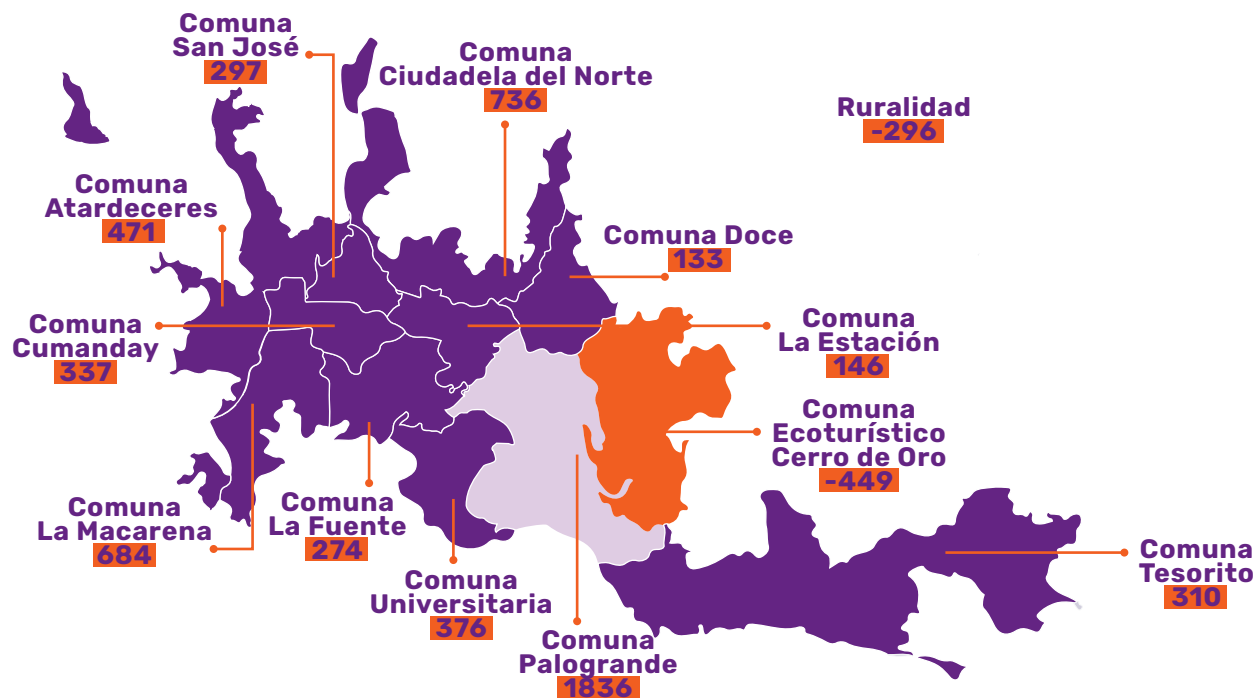 Comuna
San José
297
Comuna
Ciudadela del Norte
736
Ruralidad
-296
Comuna
Atardeceres
471
Comuna Doce
133
Comuna
Cumanday
337
Comuna
La Estación
146
Comuna
Ecoturístico
Cerro de Oro
-449
Comuna
La Macarena
684
Comuna
La Fuente
274
Comuna
Universitaria
376
Comuna
Palogrande
1836
Comuna
Tesorito
310